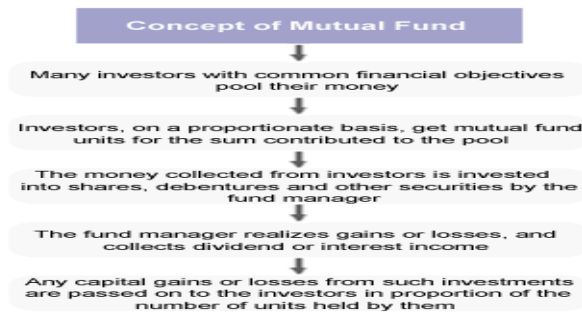 Concept of Mutual Fund
Many investors with common financial objectives
pool their money
Investors, on a proportionate basis, get mutual fund
units for the sum contributed to the pool
The money collected from investors is invested
into shares, debentures and other securities by the
fund manager
The fund manager realizes gains or losses, and
collects dividend or interest income
Any capital gains or losses from such investments
are passed on to the investors in proportion of the
number of units held by them